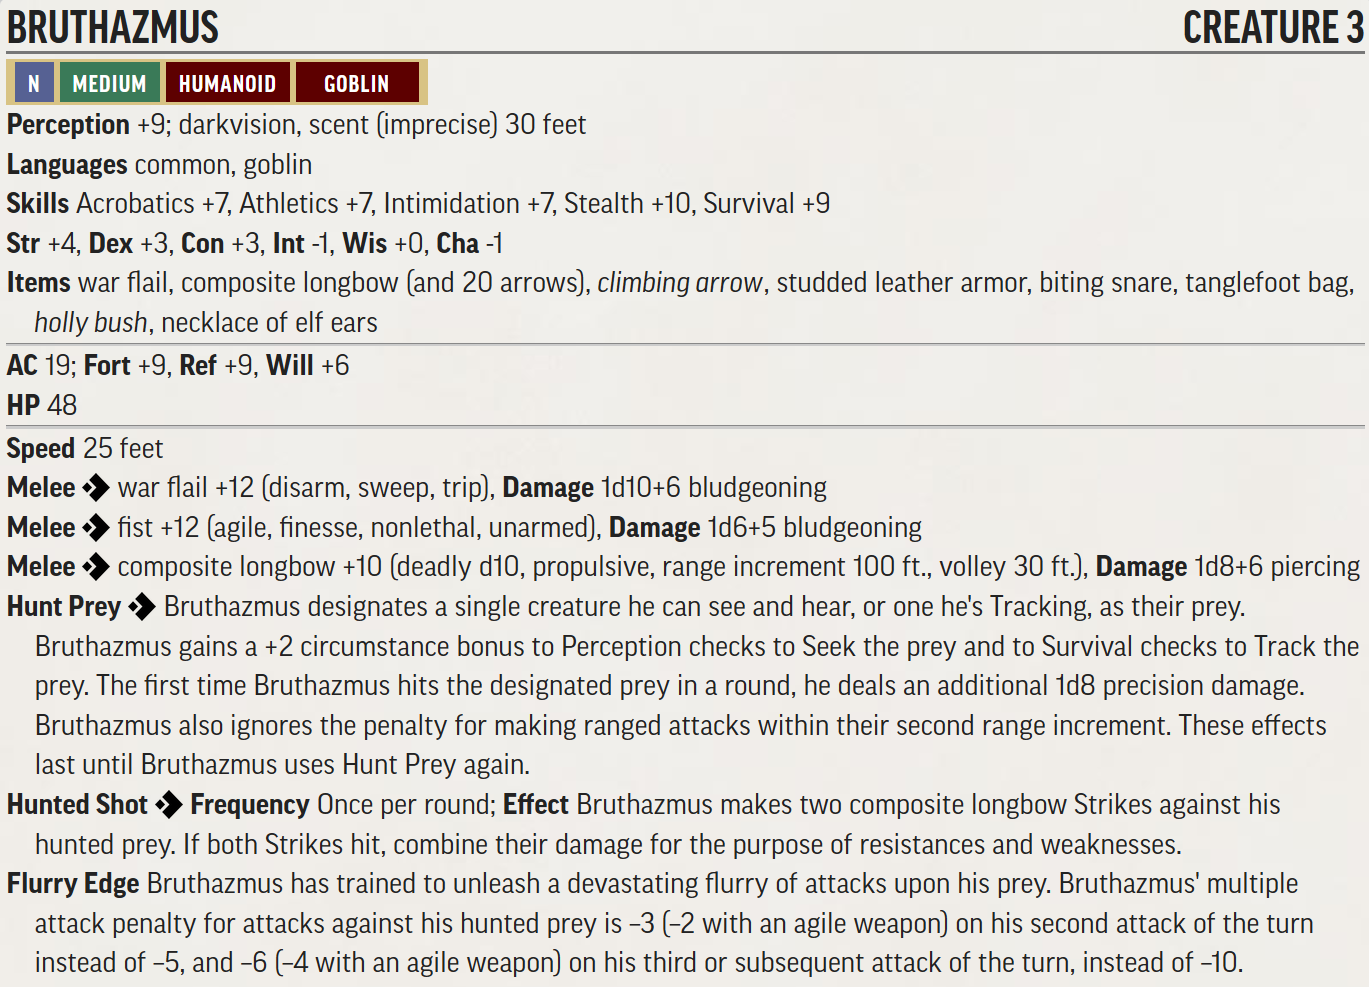 BRUTHAZMUS CREATURE 3
N MEDIUM HUMANOID GOBLIN
Perception +9; darkvision, scent (imprecise) 30 feet
Languages common, goblin
Skills Acrobatics +7, Athletics +7, Intimidation +7, Stealth +10, Survival +9
Str +4, Dex +3, Con +3, Int -1, Wis +0, Cha -1
Items war flail, composite longbow (and 20 arrows), climbing arrow, studded leather armor, biting snare, tanglefoot bag,
holly bush, necklace of elf ears
AC 19; Fort +9, Ref +9, Will +6
HP 48
Speed 25 feet
Melee war flail +12 (disarm, sweep, trip), Damage 1d10+6 bludgeoning
Melee fist +12 (agile, finesse, nonlethal, unarmed), Damage 1d6+5 bludgeoning
Melee composite longbow +10 (deadly d10, propulsive, range increment 100 ft., volley 30 ft.), Damage 1d8+6 piercing
Hunt Prey Bruthazmus designates a single creature he can see and hear, or one he's Tracking, as their prey.
Bruthazmus gains a +2 circumstance bonus to Perception checks to Seek the prey and to Survival checks to Track the
prey. The first time Bruthazmus hits the designated prey in a round, he deals an additional 1d8 precision damage.
Bruthazmus also ignores the penalty for making ranged attacks within their second range increment. These effects
last until Bruthazmus uses Hunt Prey again.
Hunted Shot Frequency Once per round; Effect Bruthazmus makes two composite longbow Strikes against his
hunted prey. If both Strikes hit, combine their damage for the purpose of resistances and weaknesses.
Flurry Edge Bruthazmus has trained to unleash a devastating flurry of attacks upon his prey. Bruthazmus' multiple
attack penalty for attacks against his hunted prey is –3 (–2 with an agile weapon) on his second attack of the turn
instead of –5, and –6 (–4 with an agile weapon) on his third or subsequent attack of the turn, instead of –10.